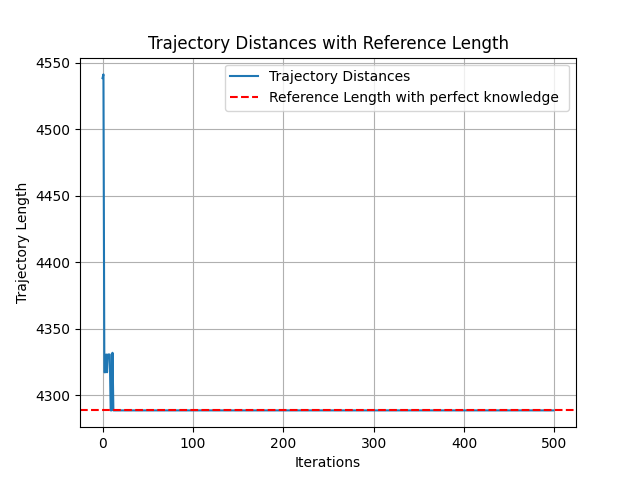 Trajectory Distances with Reference Length
Trajectory Distances
Reference Length with perfect knowledge
Trajectory Length
4550
4500
4450
4400
4350
4300
0
100
200
300
400
500
Iterations